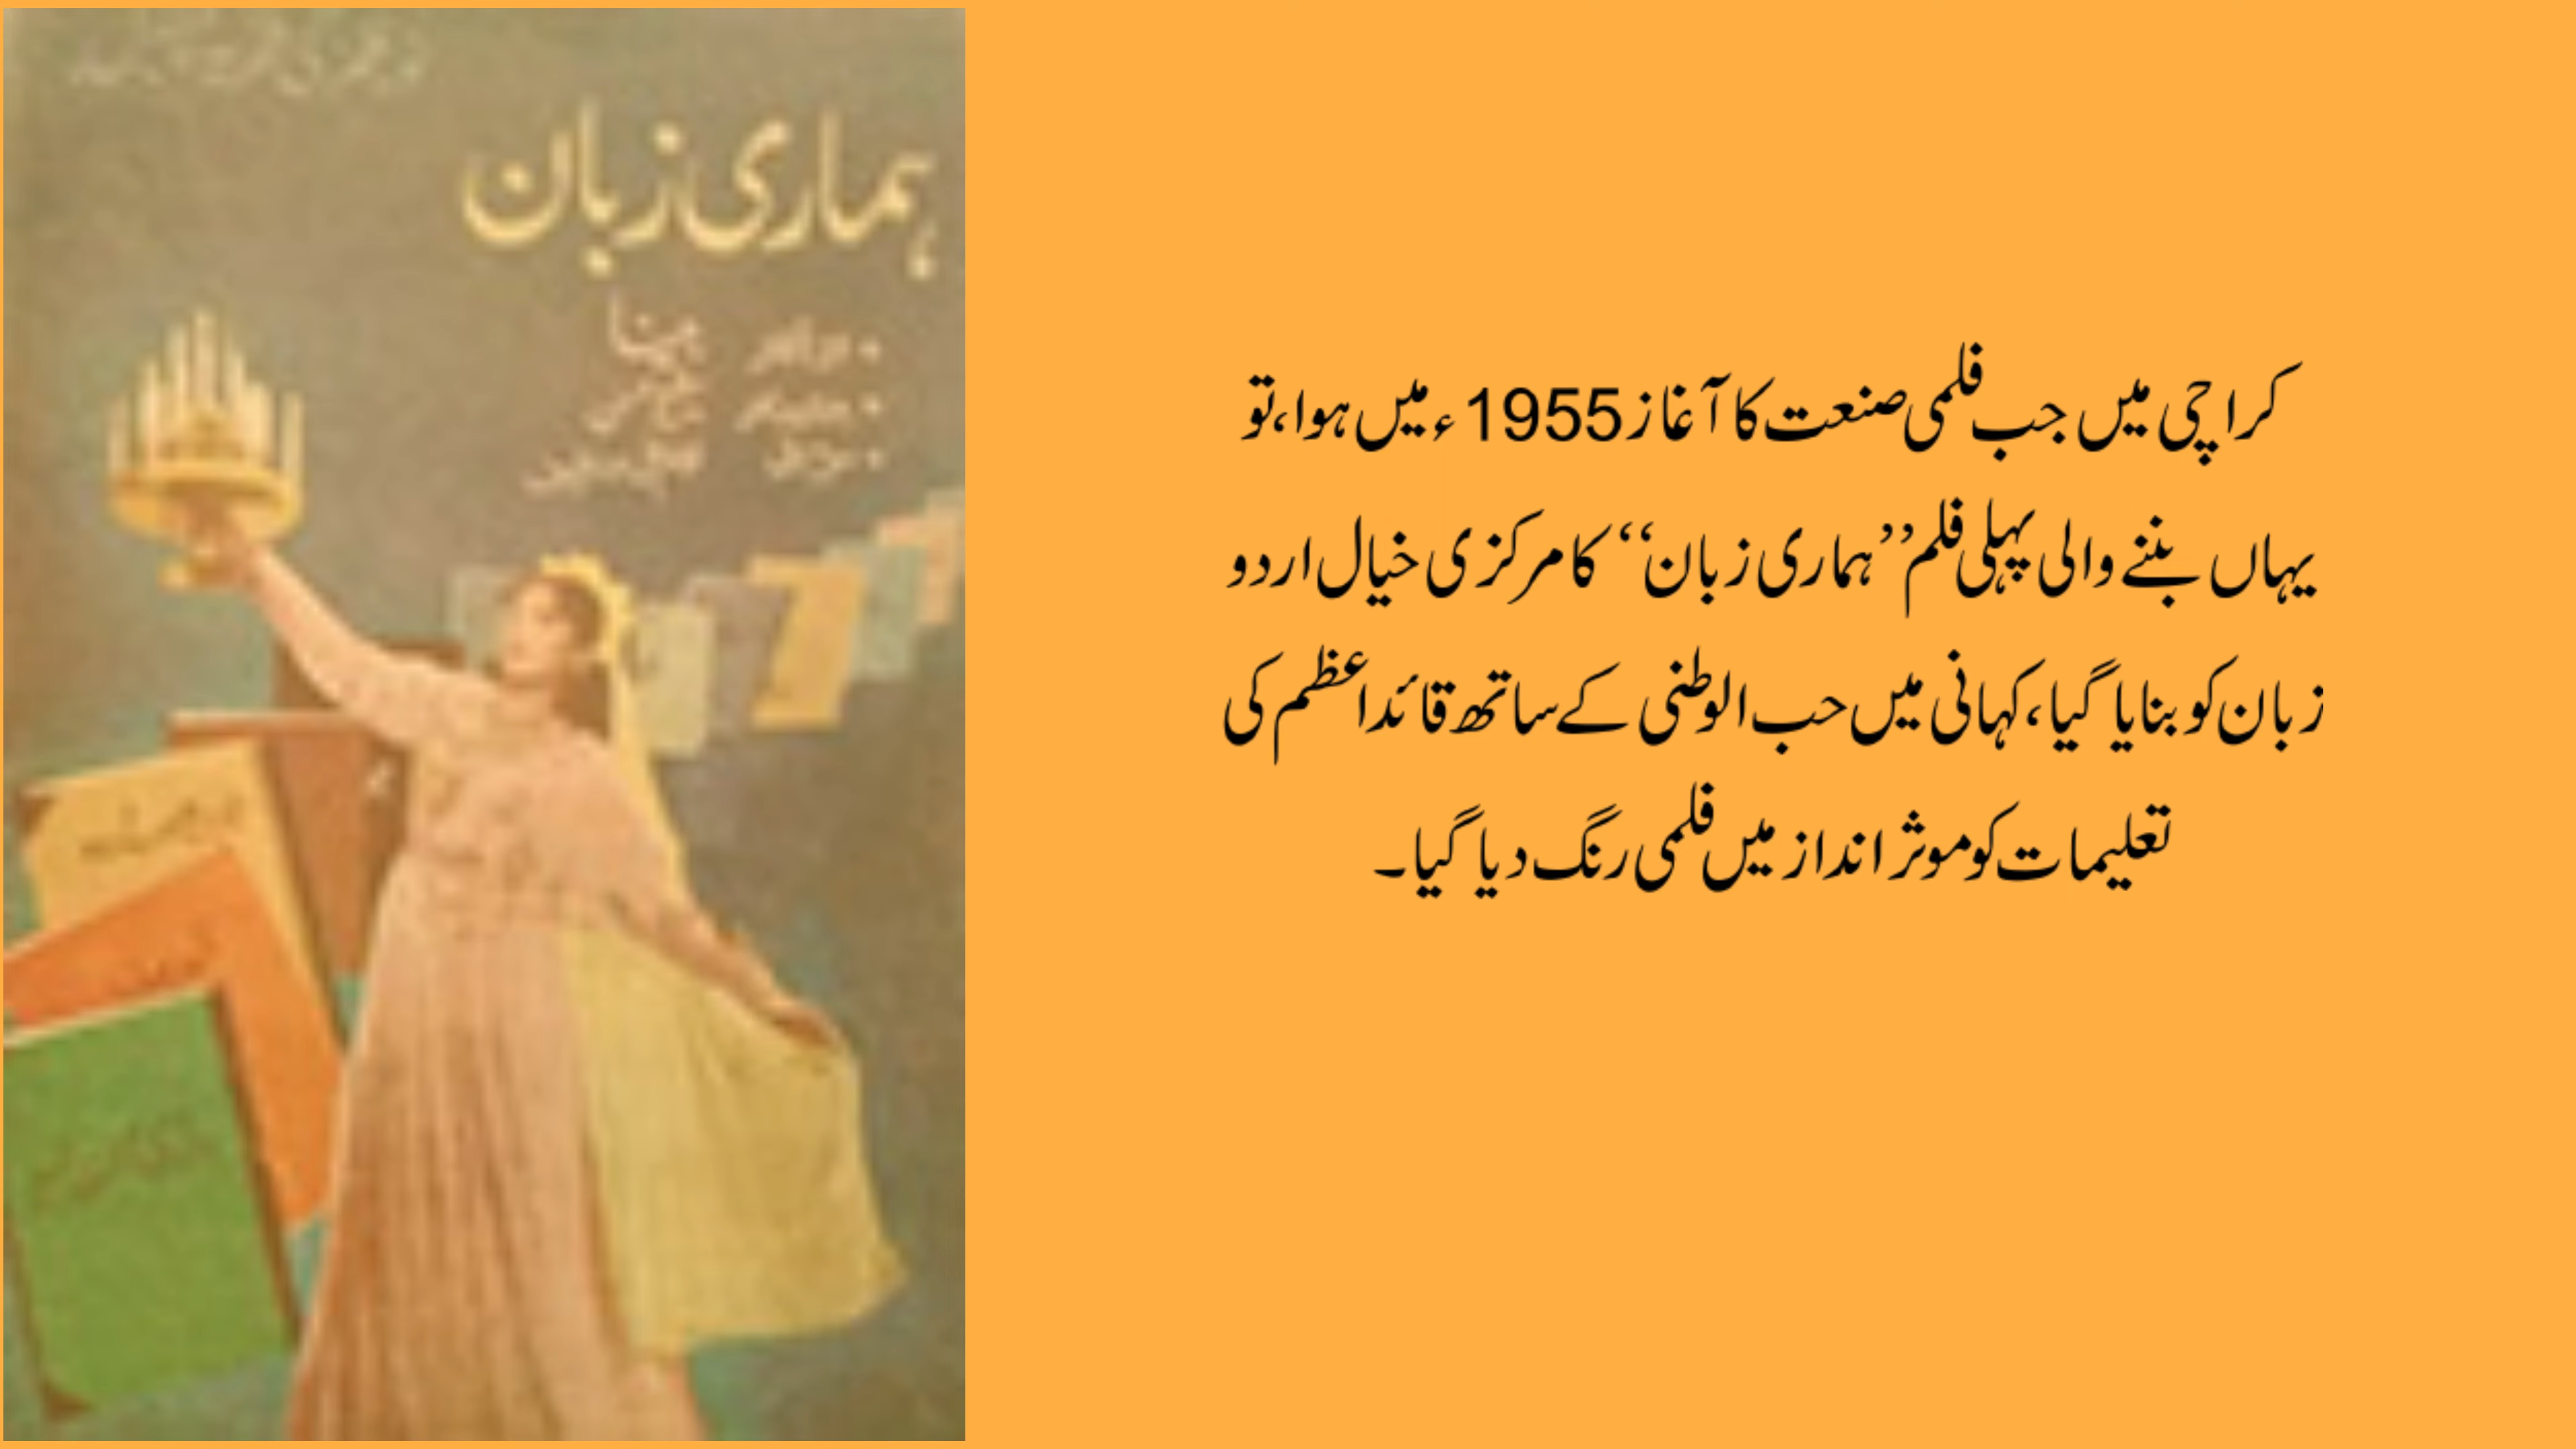 ہماری زبان
کراچی میں جب فلمی صنعت کا آغاز 1955ء میں ہوا، تو
یہاں بننے والی پہلی فلم ’’ہماری زبان‘‘ کا مرکزی خیال اردو
زبان کو بنایا گیا، کہانی میں حب الوطنی کے ساتھ قائداعظم کی
تعلیمات کو موثر انداز میں فلمی رنگ دیا گیا۔